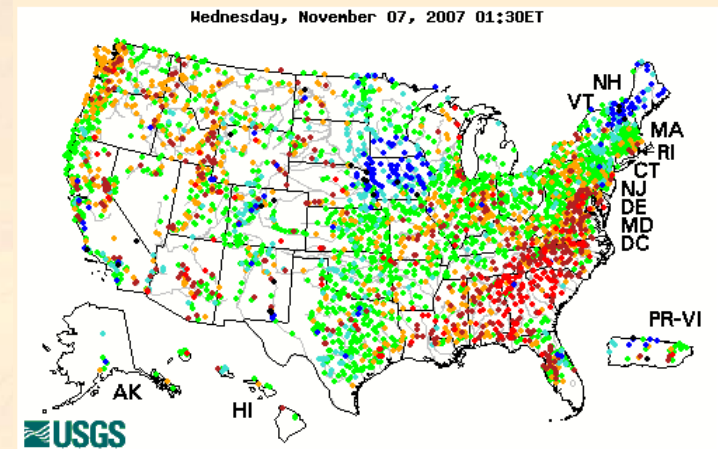 Wednesday, November 07, 2007 01:30ET
NH
VT
MA
RI
CT
NJ
DE
MD
DC
PR-VI
AK
HI
USGS